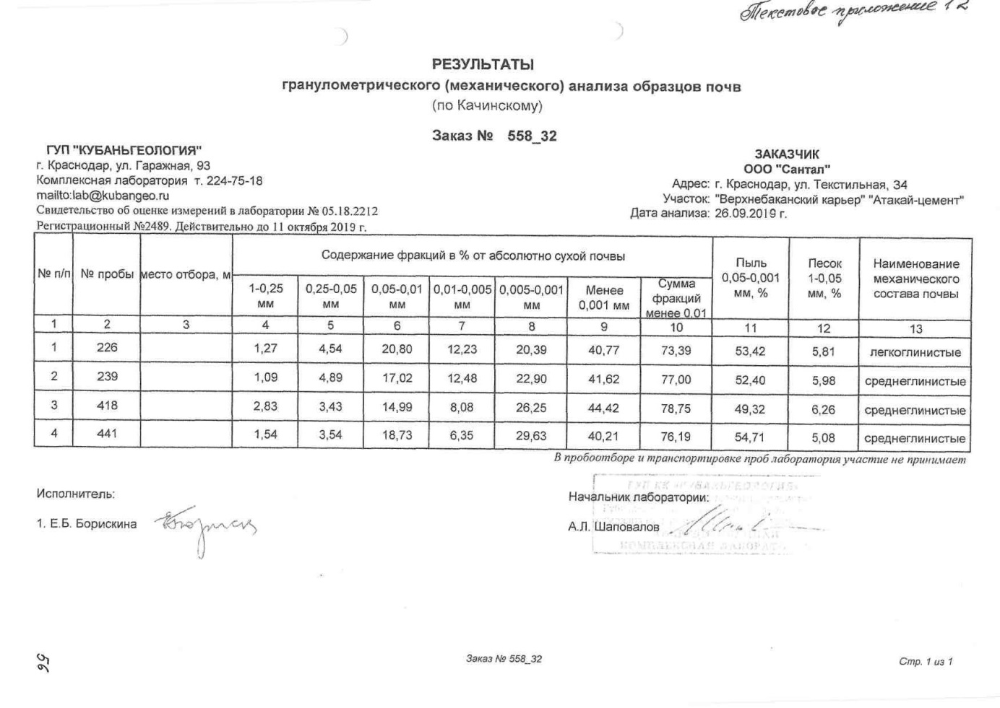 Текстовое приложение 12
РЕЗУЛЬТАТЫ
гранулометрического (механического) анализа образцов почв
(по Качинскому)
Заказ № 558_32
ГУП "КУБАНЬГЕОЛОГИЯ"
г. Краснодар, ул. Гаражная, 93
Комплексная лаборатория т. 224-75-18
mailto:lab@kubangeo.ru
Свидетельство об оценке измерений в лаборатории № 05.18.2212
Регистрационный №2489. Действительно до 11 октября 2019 г.
ЗАКАЗЧИК
ООО "Сантал"
Адрес: г. Краснодар, ул. Текстильная, 34
Участок: "Верхнебаканский карьер" "Атакай-цемент"
Дата анализа: 26.09.2019 г.
№ п/п № пробы место отбора, м Содержание фракций в % от абсолютно сухой почвы Пыль 0,05-0,001 мм, % Песок 1-0,05 мм, % Наименование механического состава почвы
1-0,25 мм 0,25-0,05 мм 0,05-0,01 мм 0,01-0,005 мм 0,005-0,001 мм Менее 0,001 мм Сумма фракций менее 0,01
1 2 3 4 5 6 7 8 9 10 11 12 13
1 226 1,27 4,54 20,80 12,23 20,39 40,77 73,39 53,42 5,81 легкоглинистые
2 239 1,09 4,89 17,02 12,48 22,90 41,62 77,00 52,40 5,98 среднеглинистые
3 418 2,83 3,43 14,99 8,08 26,25 44,42 78,75 49,32 6,26 среднеглинистые
4 441 1,54 3,54 18,73 6,35 29,63 40,21 76,19 54,71 5,08 среднеглинистые
В пробоотборе и транспортировке проб лаборатория участие не принимает
Исполнитель:
1. Е.Б. Борискина
Начальник лаборатории:
А.Л. Шаповалов
56
Заказ № 558_32
Стр. 1 из 1